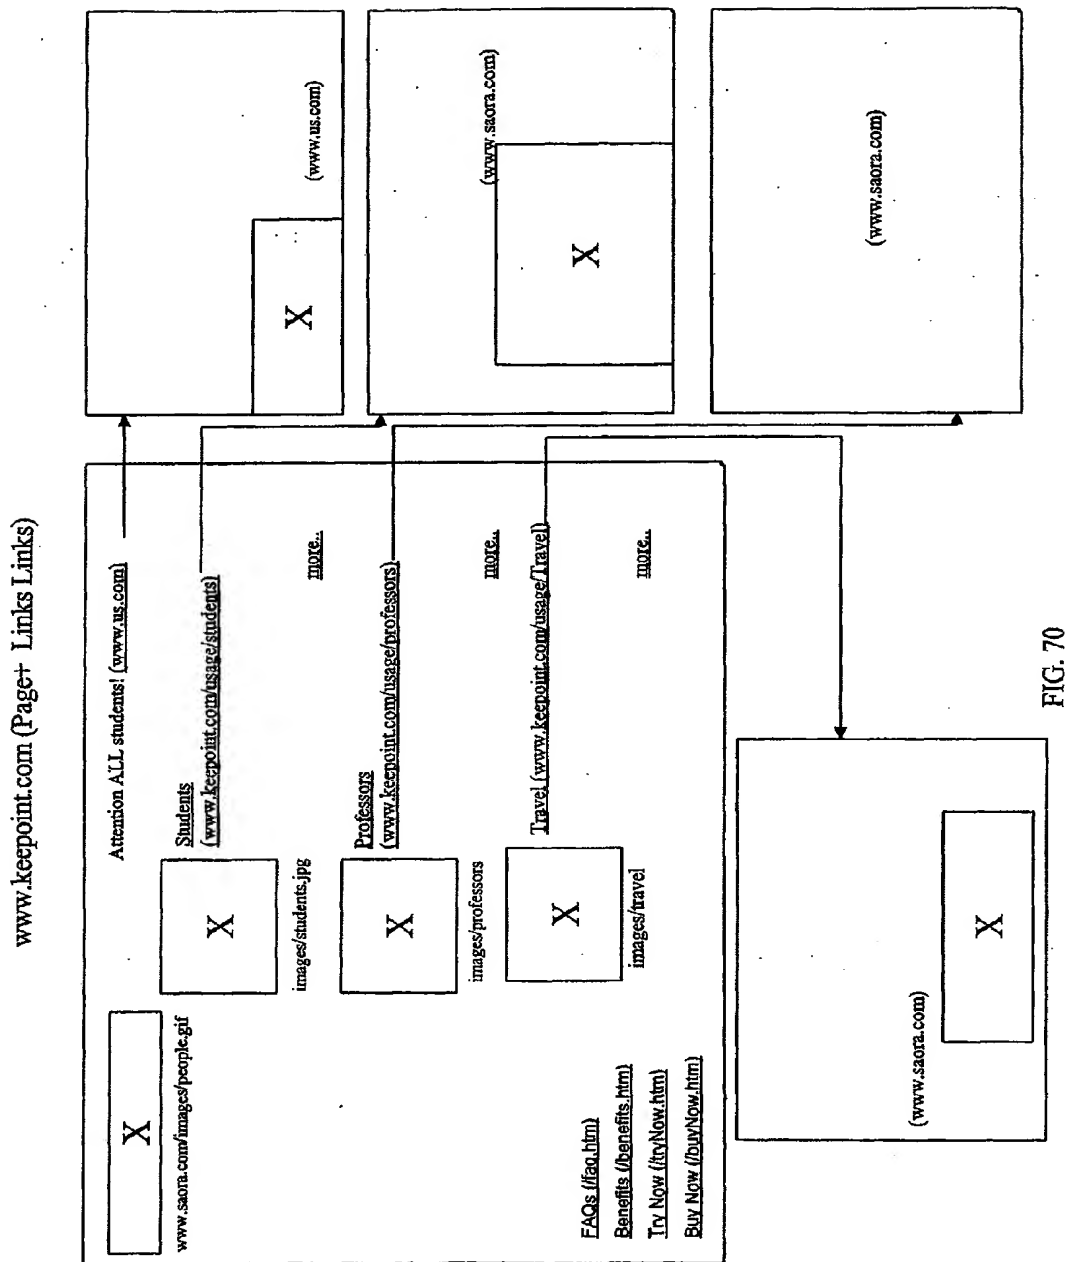 www.keepoint.com (Page+ Links Links)
X
www.saora.com/images/people.gif
Attention ALL students! (www.us.com)
X
images/students.jpg
Students
(www.keepoint.com/usage/students)
more..
X
images/professors
Professors
(www.keepoint.com/usage/professors)
more..
X
images/travel
Travel (www.keepoint.com/usage/Travel)
more..
FAQs (/faq.htm)
Benefits (/benefits.htm)
Try Now (/tryNow.htm)
Buy Now (/buyNow.htm)
X
(www.us.com)
(www.saora.com)
X
(www.saora.com)
(www.saora.com)
X
FIG. 70